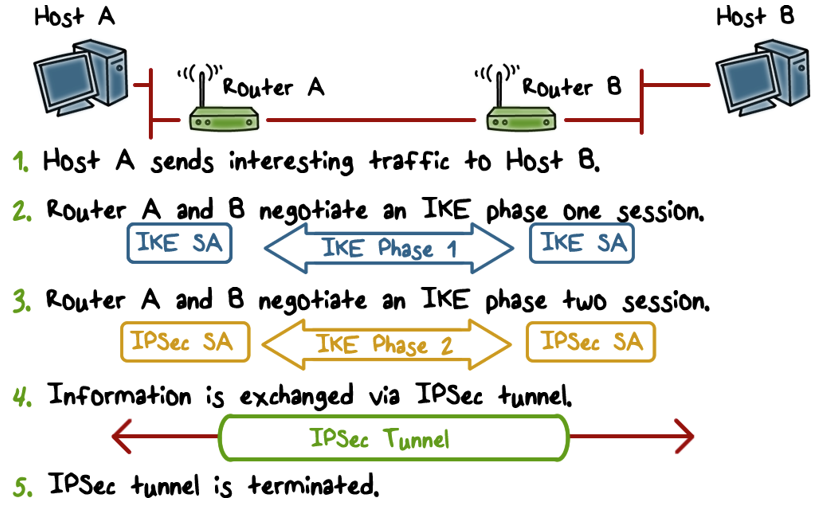 Host A
Host B
Router A
Router B
1. Host A sends interesting traffic to Host B.
2. Router A and B negotiate an IKE phase one session.
IKE SA
IKE Phase 1
IKE SA
3. Router A and B negotiate an IKE phase two session.
IPSec SA
IKE Phase 2
IPSec SA
4. Information is exchanged via IPSec tunnel.
IPSec Tunnel
5. IPSec tunnel is terminated.